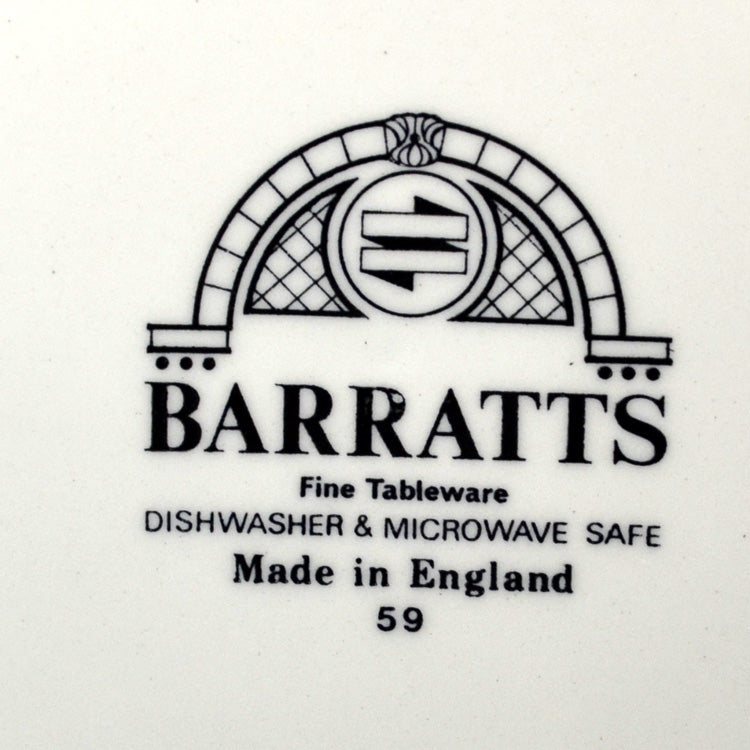 BARRATTS
Fine Tableware
DISHWASHER & MICROWAVE SAFE
Made in England
59